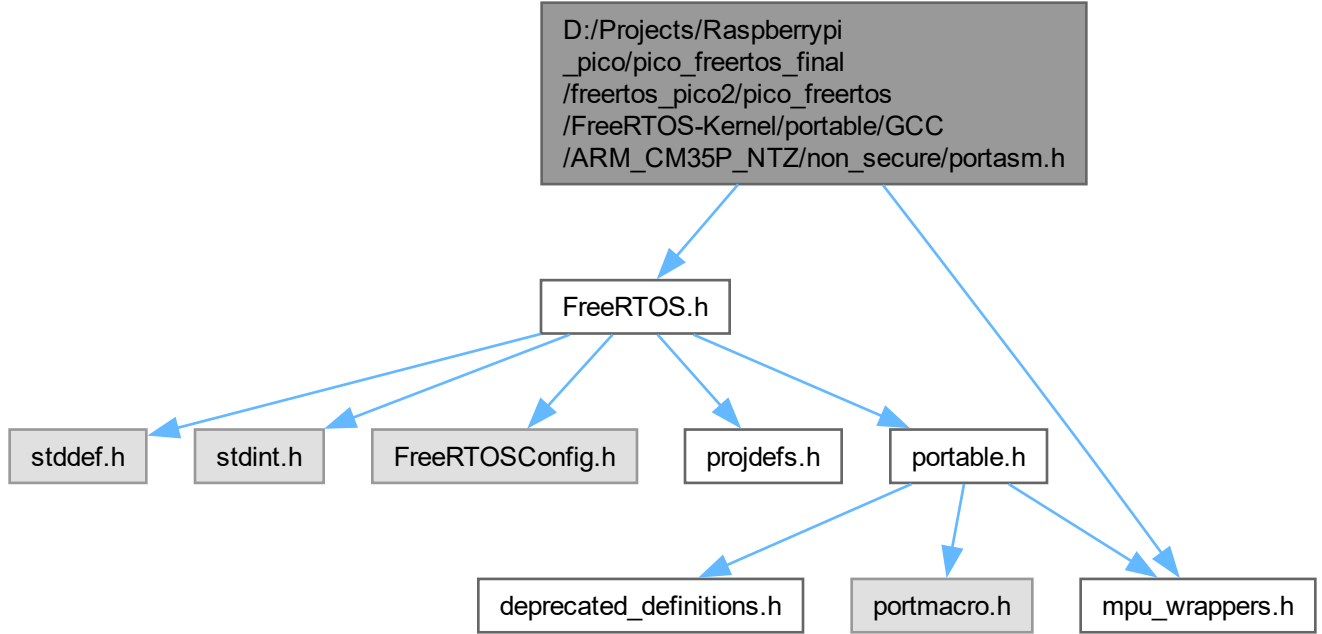 D:/Projects/Raspberrypi
_pico/pico_freertos_final
/freertos_pico2/pico_freertos
/FreeRTOS-Kernel/portable/GCC
/ARM_CM35P_NTZ/non_secure/portasm.h
FreeRTOS.h
stddef.h
stdint.h
FreeRTOSConfig.h
projdefs.h
portable.h
deprecated_definitions.h
portmacro.h
mpu_wrappers.h